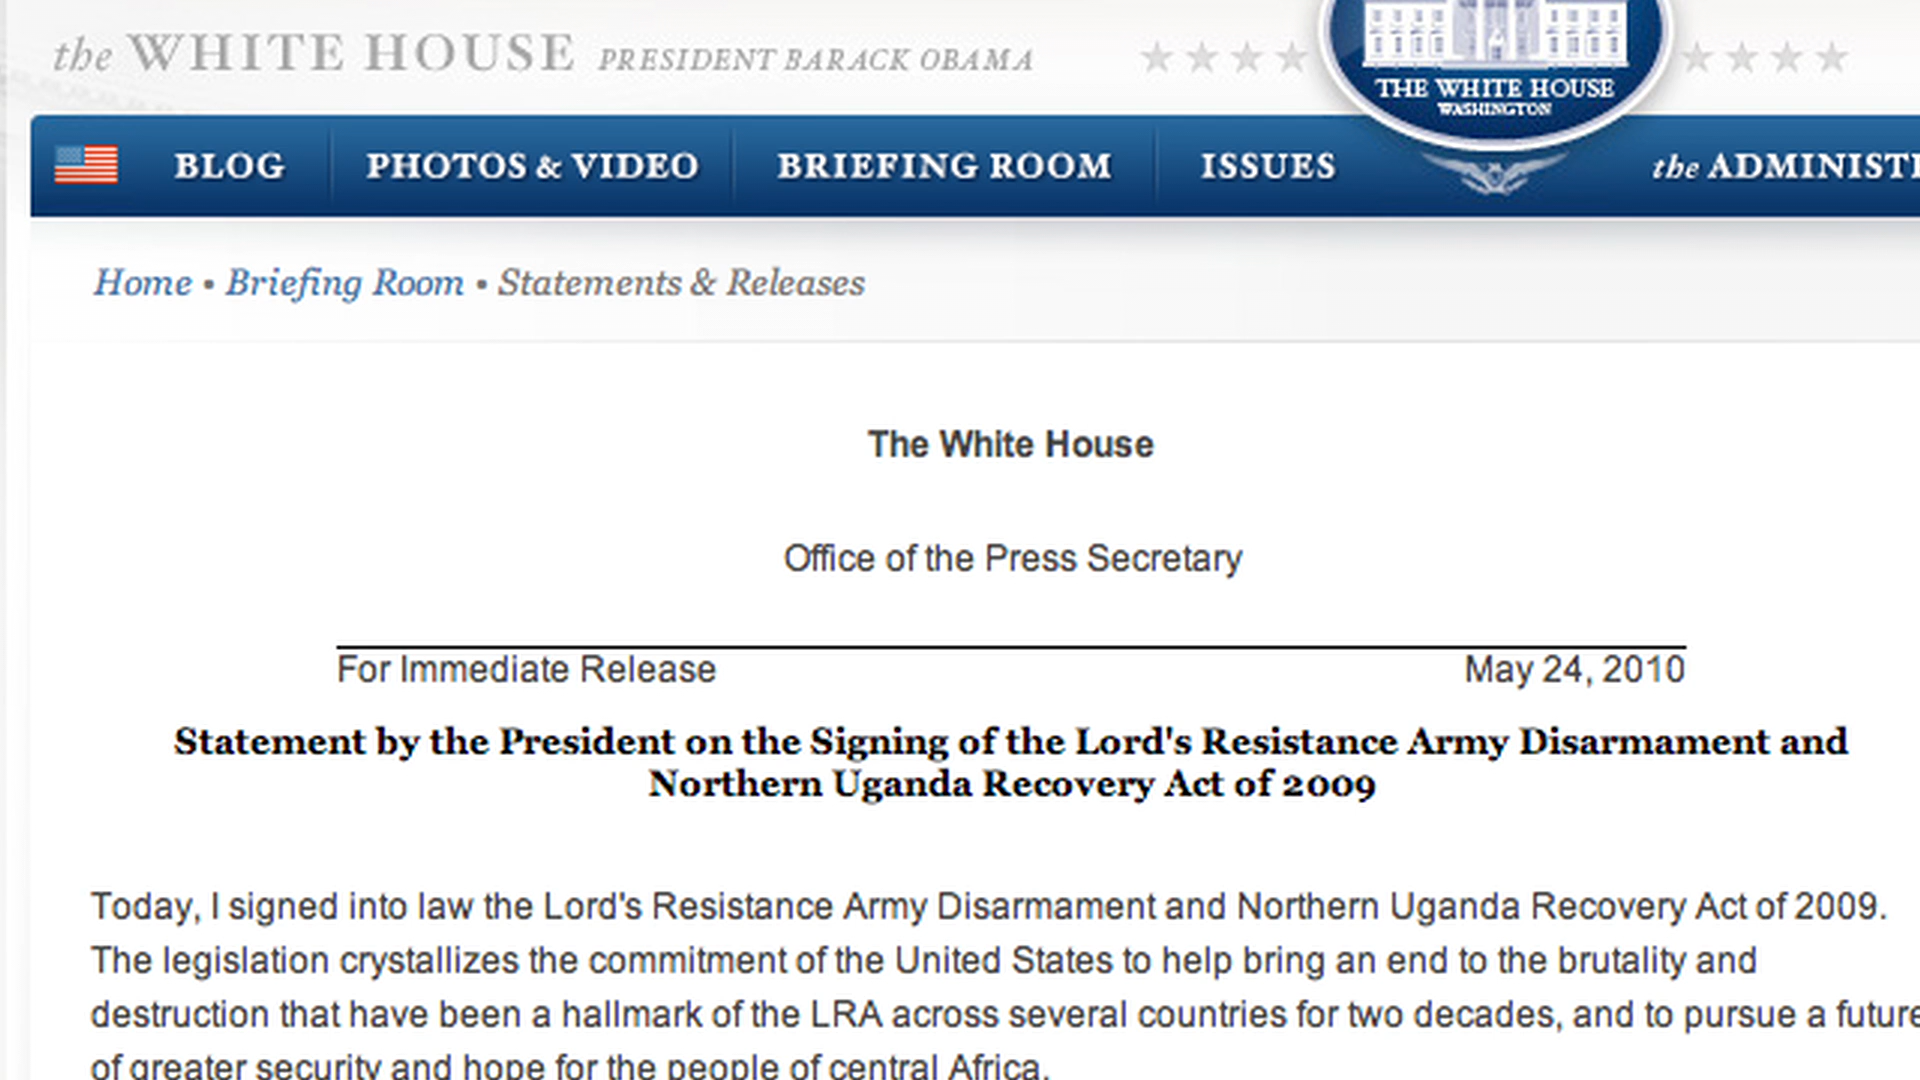 the WHITE HOUSE PRESIDENT BARACK OBAMA
THE WHITE HOUSE
WASHINGTON
BLOG PHOTOS & VIDEO BRIEFING ROOM ISSUES the
Home • Briefing Room • Statements & Releases
The White House
Office of the Press Secretary
For Immediate Release May 24, 2010
Statement by the President on the Signing of the Lord's Resistance Army Disarmament and
Northern Uganda Recovery Act of 2009
Today, I signed into law the Lord's Resistance Army Disarmament and Northern Uganda Recovery Act of 2009.
The legislation crystallizes the commitment of the United States to help bring an end to the brutality and
destruction that have been a hallmark of the LRA across several countries for two decades, and to pursue a future
of greater security and hope for the people of central Africa.